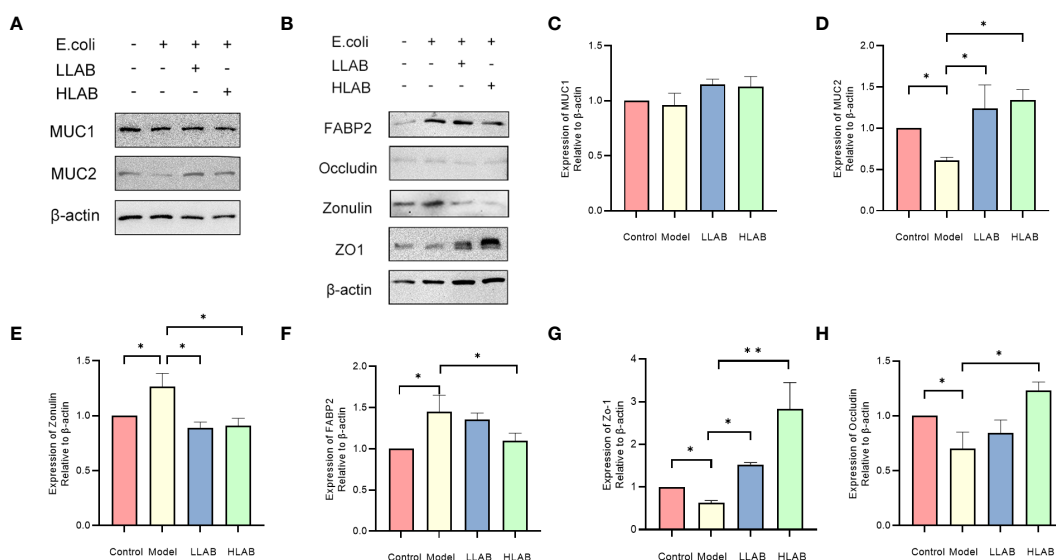 A
E.coli - + + +
LLAB - - + -
HLAB - - - +
MUC1
MUC2
β-actin
B
E.coli - + + +
LLAB - - + -
HLAB - - - +
FABP2
Occludin
Zonulin
ZO1
β-actin
C
Expression of MUC1
Relative to β-actin
1.5
1.0
0.5
0.0
Control Model LLAB HLAB
D
Expression of MUC2
Relative to β-actin
2.0
1.5
1.0
0.5
0.0
*
* *
Control Model LLAB HLAB
E
Expression of Zonulin
Relative to β-actin
1.5
1.0
0.5
0.0
*
* *
Control Model LLAB HLAB
F
Expression of FABP2
Relative to β-actin
2.0
1.5
1.0
0.5
0.0
*
*
Control Model LLAB HLAB
G
Expression of Zo-1
Relative to β-actin
4
3
2
1
0
* *
*
*
Control Model LLAB HLAB
H
Expression of Occludin
Relative to β-actin
1.5
1.0
0.5
0.0
*
*
Control Model LLAB HLAB